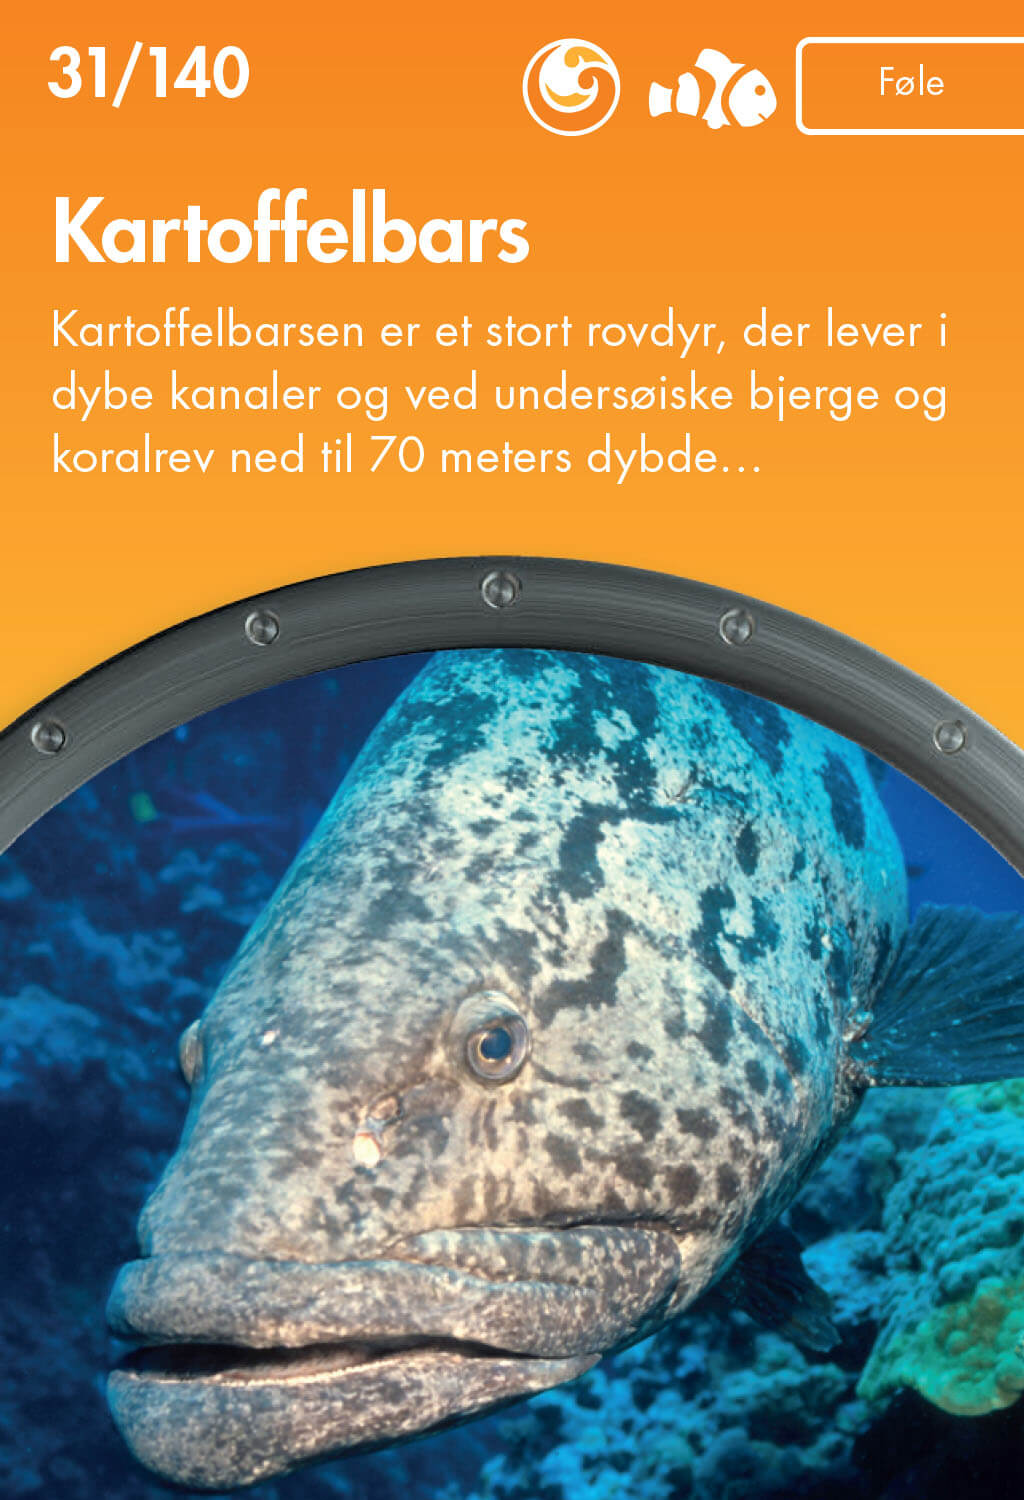 31/140
Føle
Kartoffelbars
Kartoffelbarsen er et stort rovdyr, der lever i
dybe kanaler og ved undersøiske bjerge og
koralrev ned til 70 meters dybde...